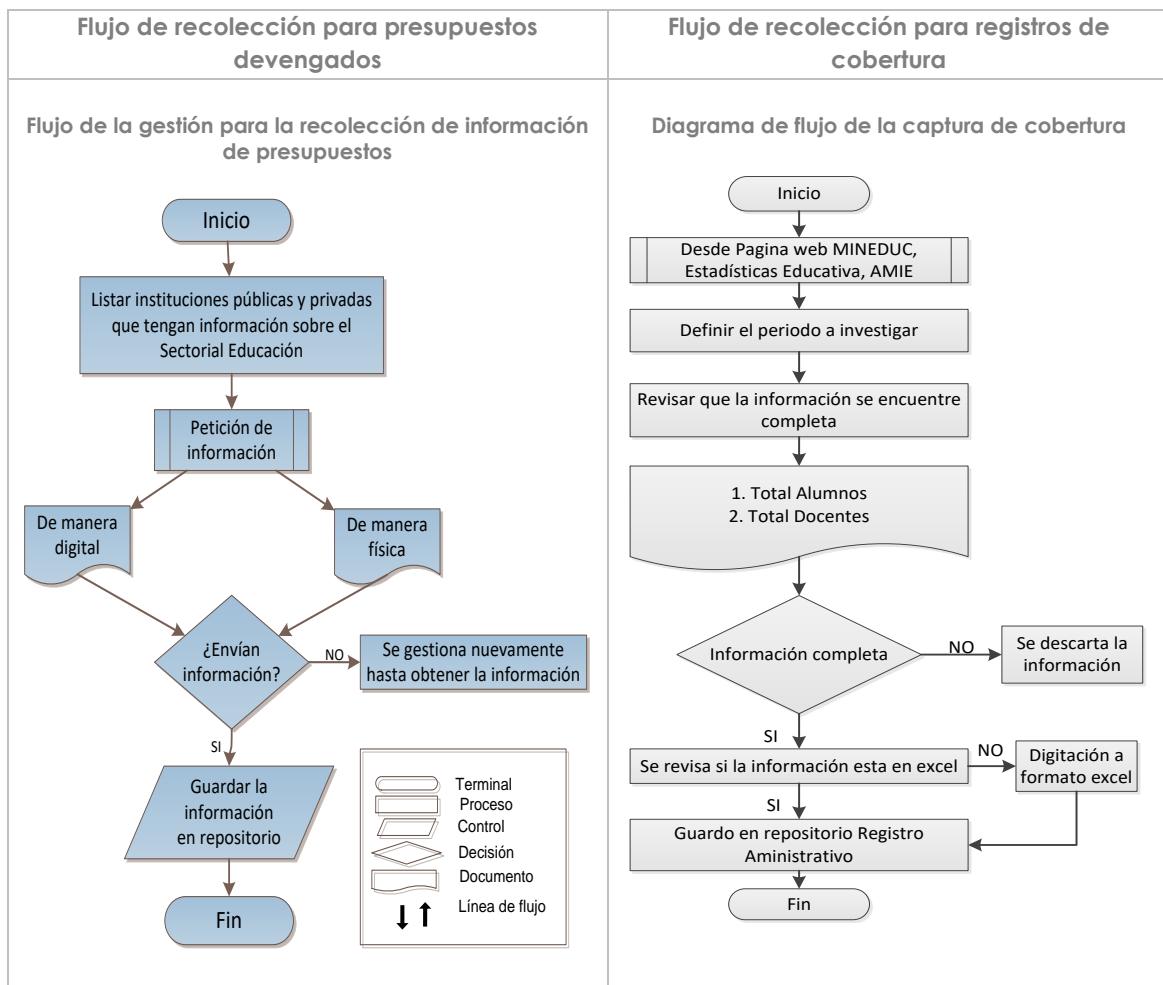 Flujo de recolección para presupuestos
devengados
Flujo de la gestión para la recolección de información
de presupuestos
Inicio
Listar instituciones públicas y privadas
que tengan información sobre el
Sectorial Educación
Petición de
información
De manera
digital
De manera
física
¿Envían
información?
NO
Se gestiona nuevamente
hasta obtener la información
SI
Guardar la
información
en repositorio
Fin
Terminal
Proceso
Control
Decisión
Documento
Línea de flujo
Flujo de recolección para registros de
cobertura
Diagrama de flujo de la captura de cobertura
Inicio
Desde Pagina web MINEDUC,
Estadísticas Educativa, AMIE
Definir el periodo a investigar
Revisar que la información se encuentre
completa
1. Total Alumnos
2. Total Docentes
Información completa
NO
Se descarta la
información
SI
Se revisa si la información esta en excel
NO
Digitación a
formato excel
SI
Guardo en repositorio Registro
Aministrativo
Fin